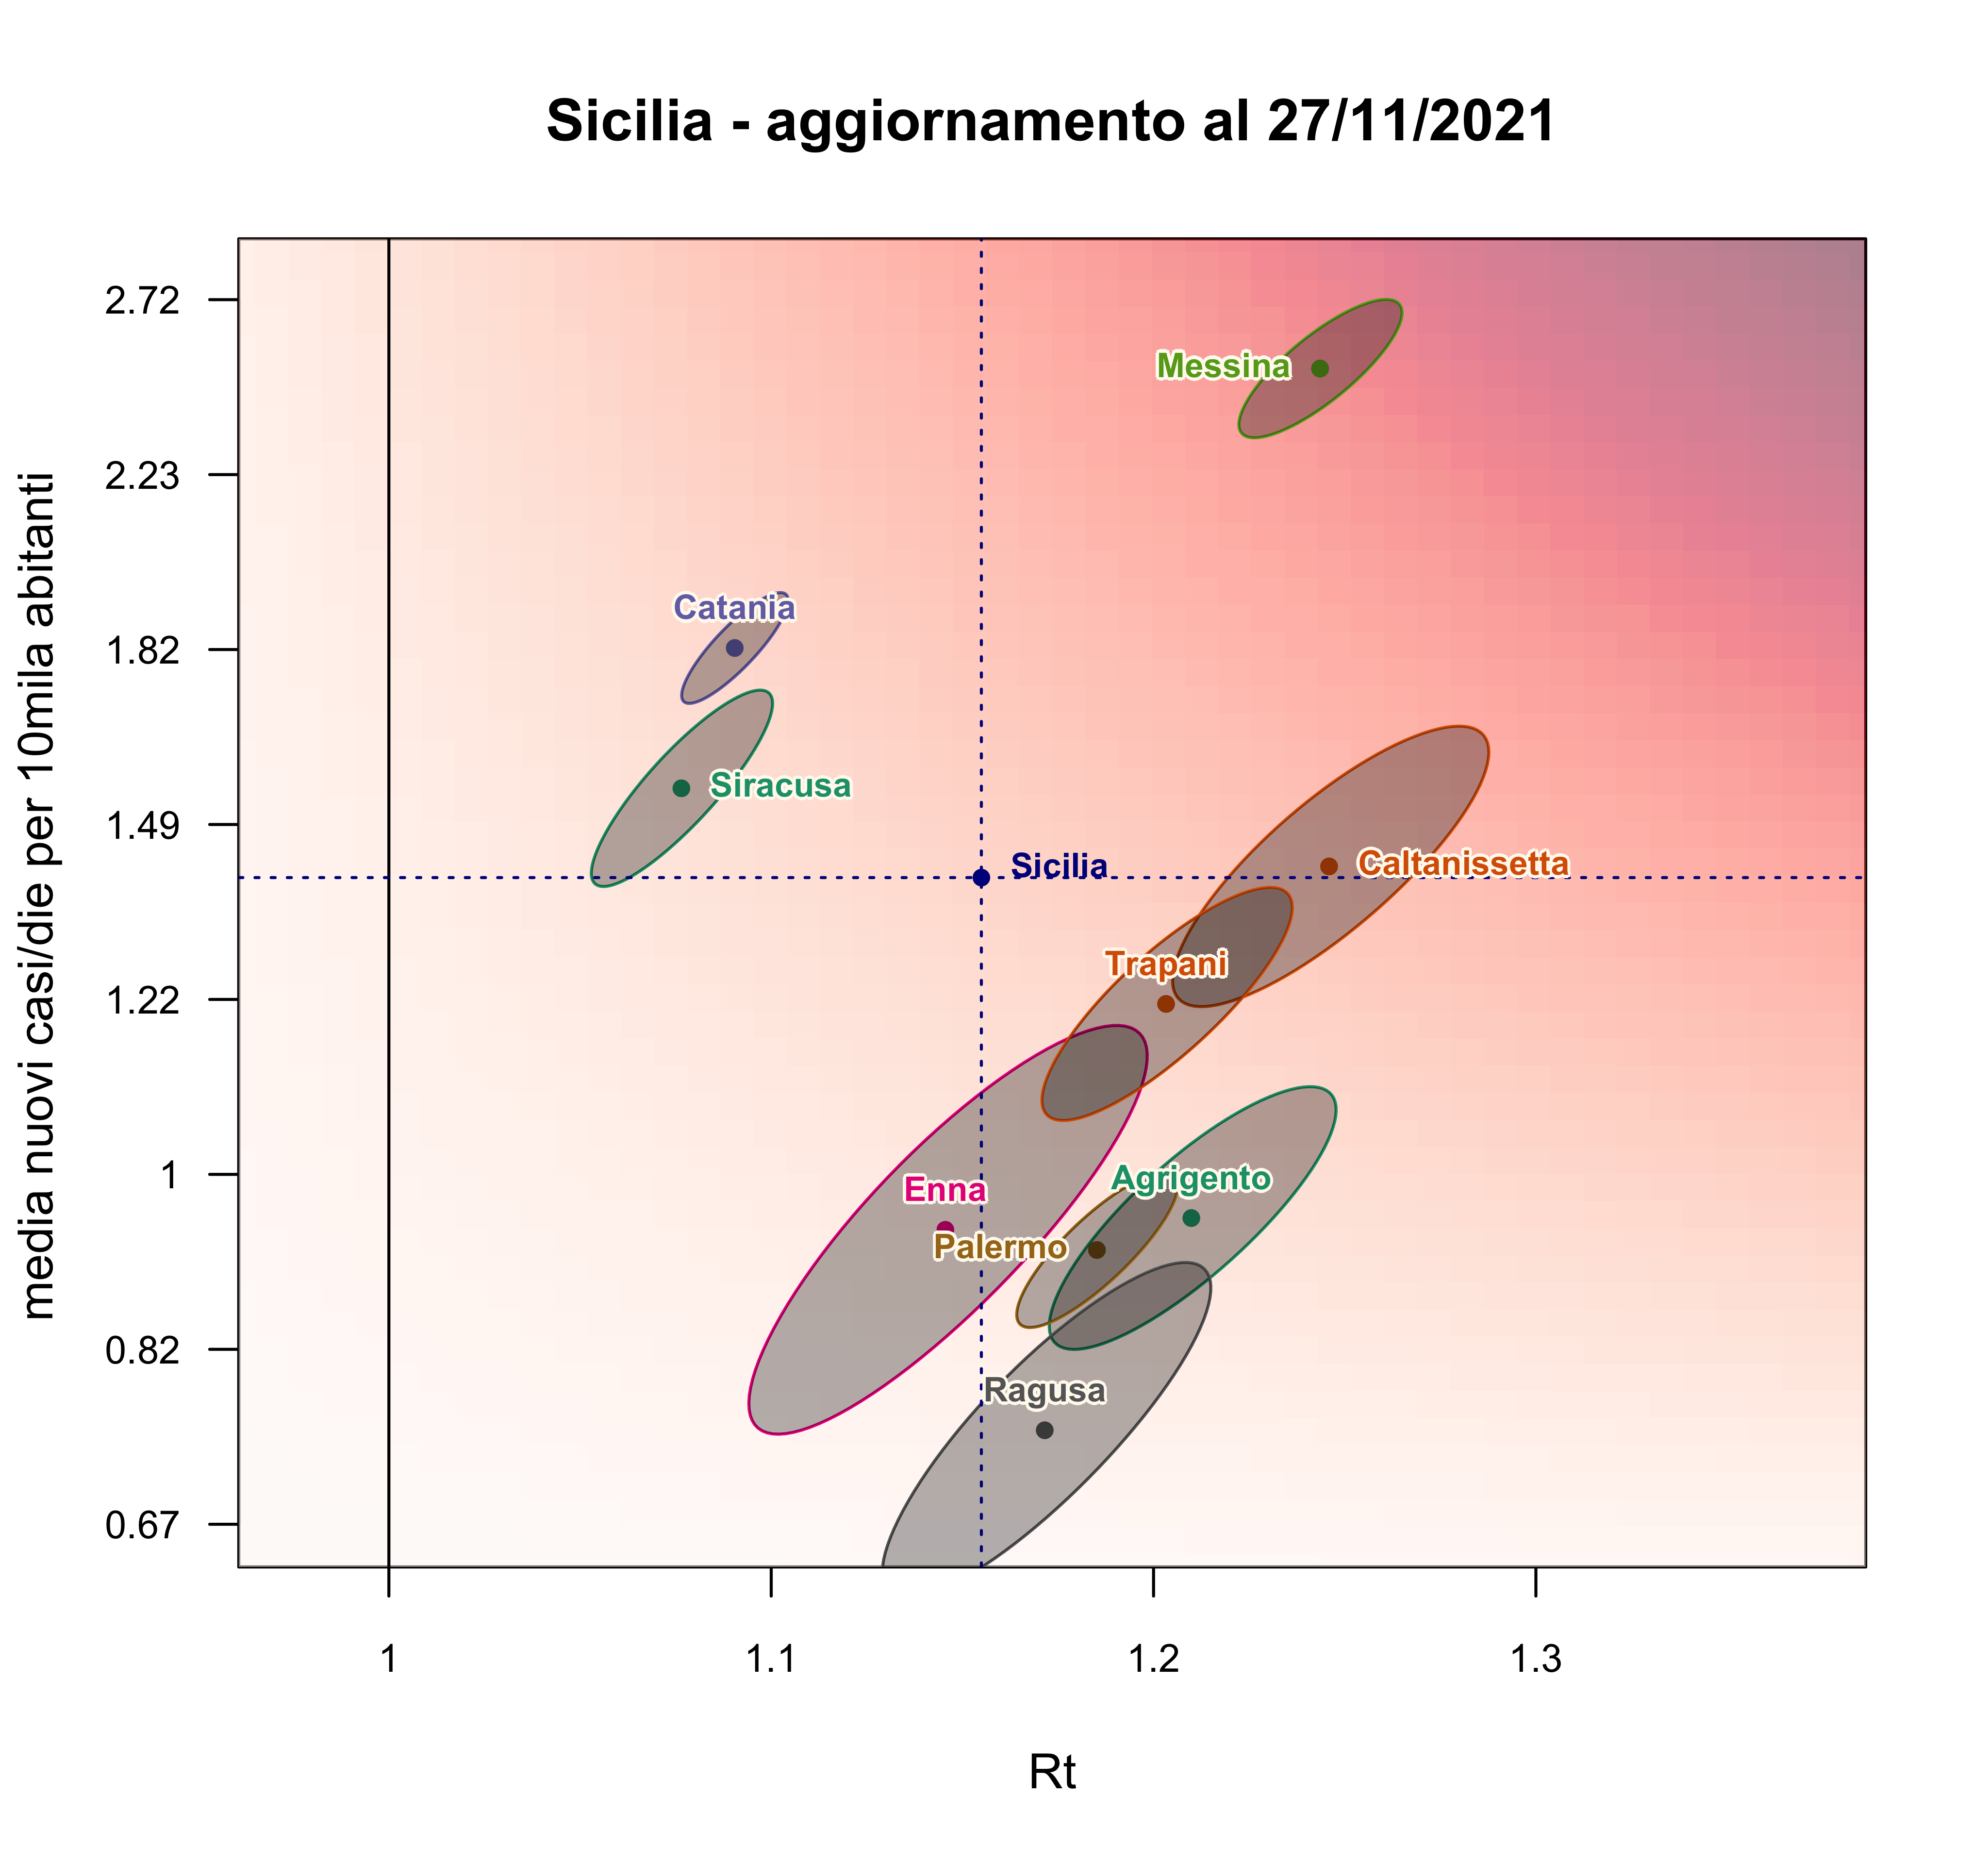 Sicilia - aggiornamento al 27/11/2021
media nuovi casi/die per 10mila abitanti
2.72
2.23
1.82
1.49
1.22
1
0.82
0.67
Messina
Catania
Siracusa
Sicilia
Caltanissetta
Trapani
Agrigento
Enna
Palermo
Ragusa
1 1.1 1.2 1.3
Rt